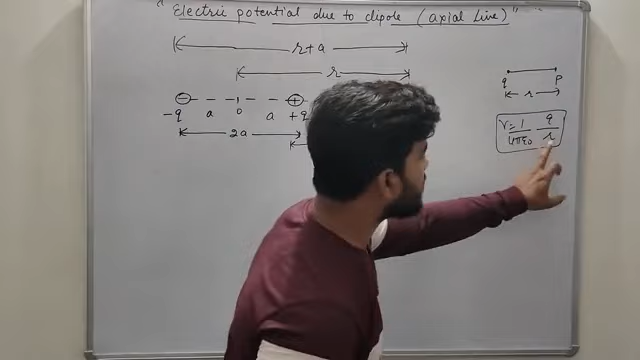 "Electric potential due to dipole (axial line)"
r+a
r
- +
-q a 0 a +q
2a
q P
r
V = 1/4πε0 q/r